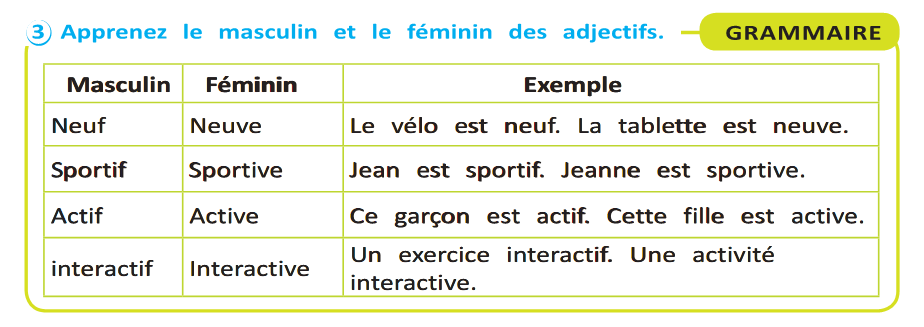 3 Apprenez le masculin et le féminin des adjectifs. GRAMMAIRE
Masculin Féminin Exemple
Neuf Neuve Le vélo est neuf. La tablette est neuve.
Sportif Sportive Jean est sportif. Jeanne est sportive.
Actif Active Ce garçon est actif. Cette fille est active.
interactif Interactive Un exercice interactif. Une activité
interactive.